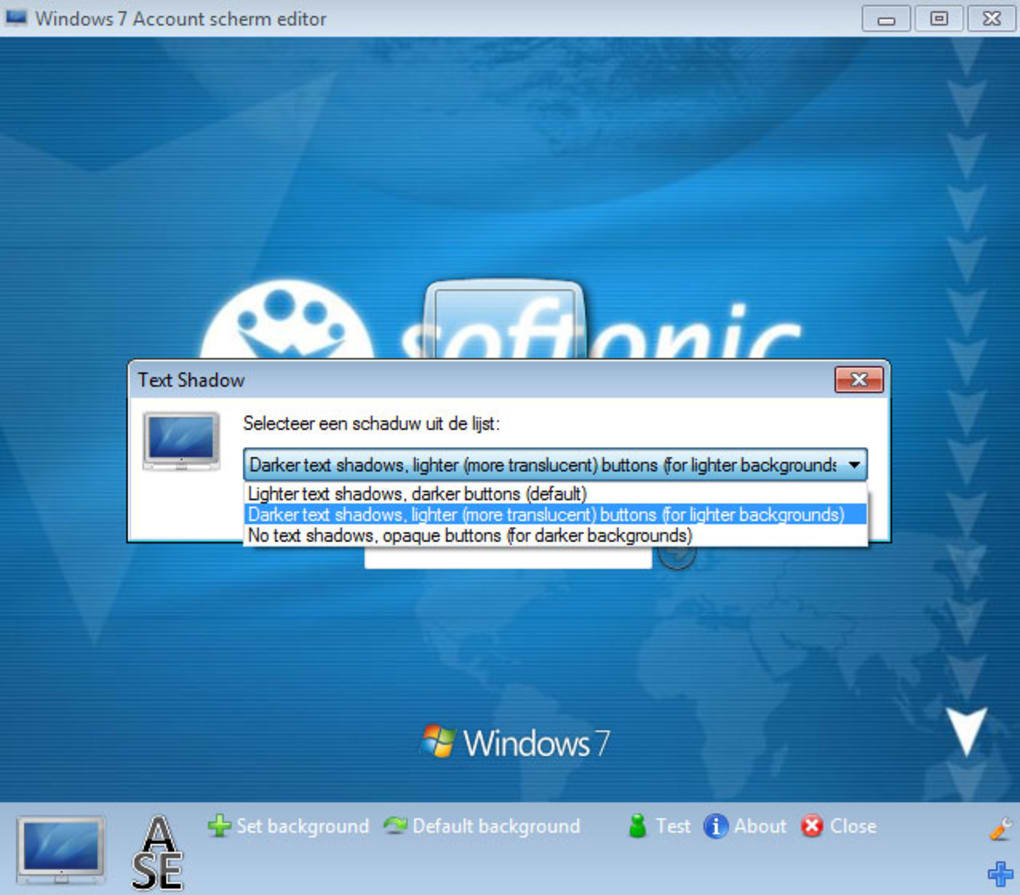 Windows 7 Account scherm editor
softonic
Text Shadow
Selecteer een schaduw uit de lijst:
Darker text shadows, lighter (more translucent) buttons (for lighter backgrounds
Lighter text shadows, darker buttons (default)
Darker text shadows, lighter (more translucent) buttons (for lighter backgrounds)
No text shadows, opaque buttons (for darker backgrounds)
Windows 7
A
SE
Set background Default background Test About Close